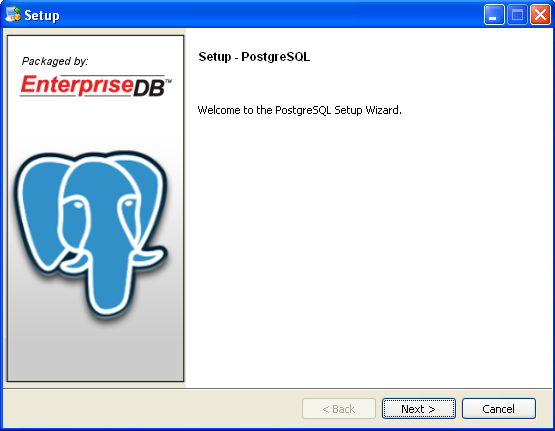 Setup
Packaged by:
EnterpriseDB™
Setup - PostgreSQL
Welcome to the PostgreSQL Setup Wizard.
< Back
Next >
Cancel